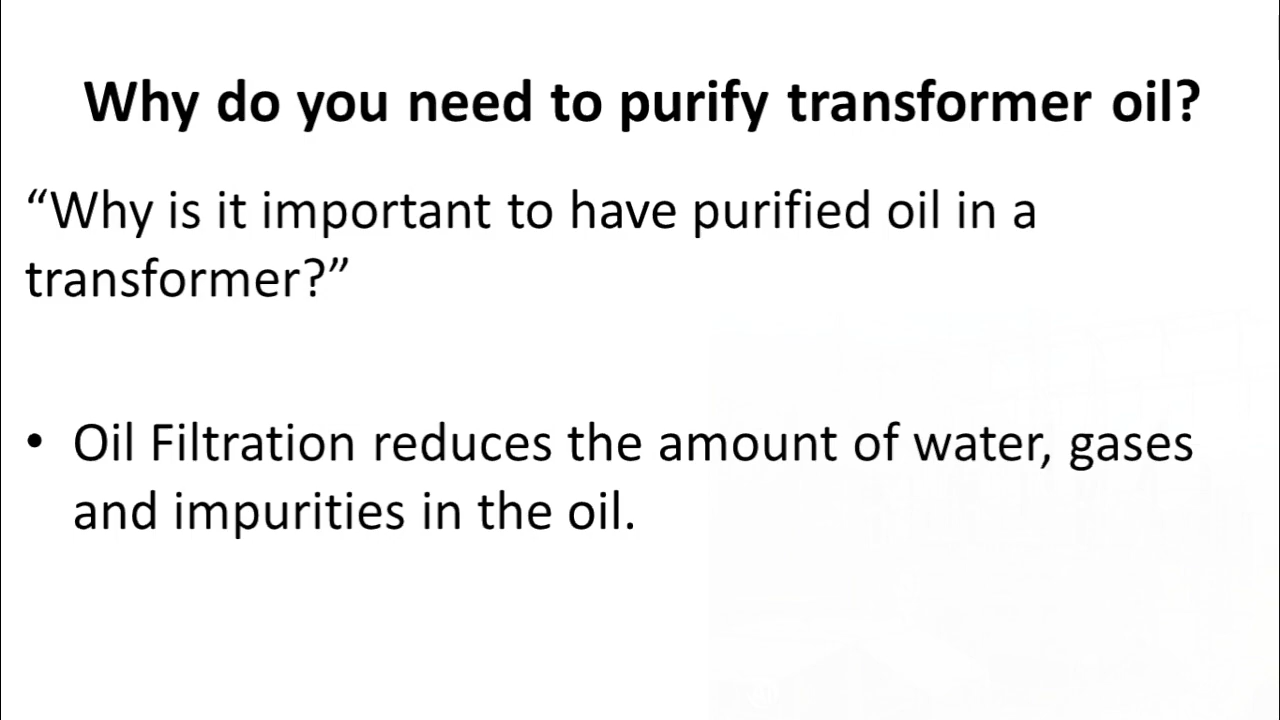 Why do you need to purify transformer oil?
“Why is it important to have purified oil in a
transformer?”
• Oil Filtration reduces the amount of water, gases
and impurities in the oil.